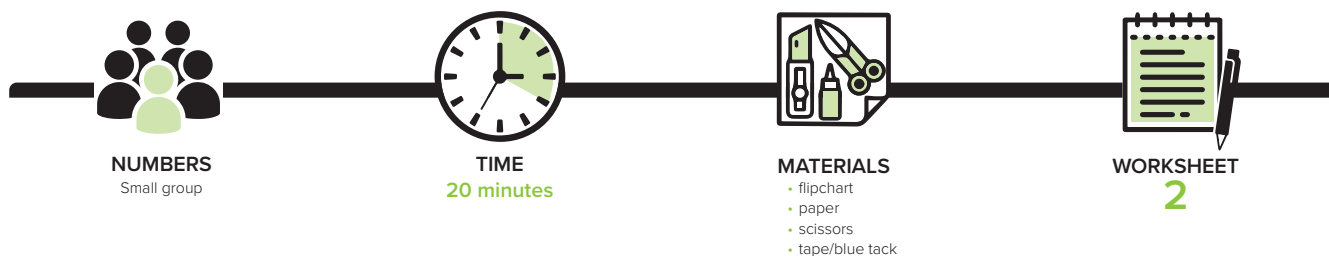 NUMBERS
Small group
TIME
20 minutes
MATERIALS
• flipchart
• paper
• scissors
• tape/blue tack
WORKSHEET
2